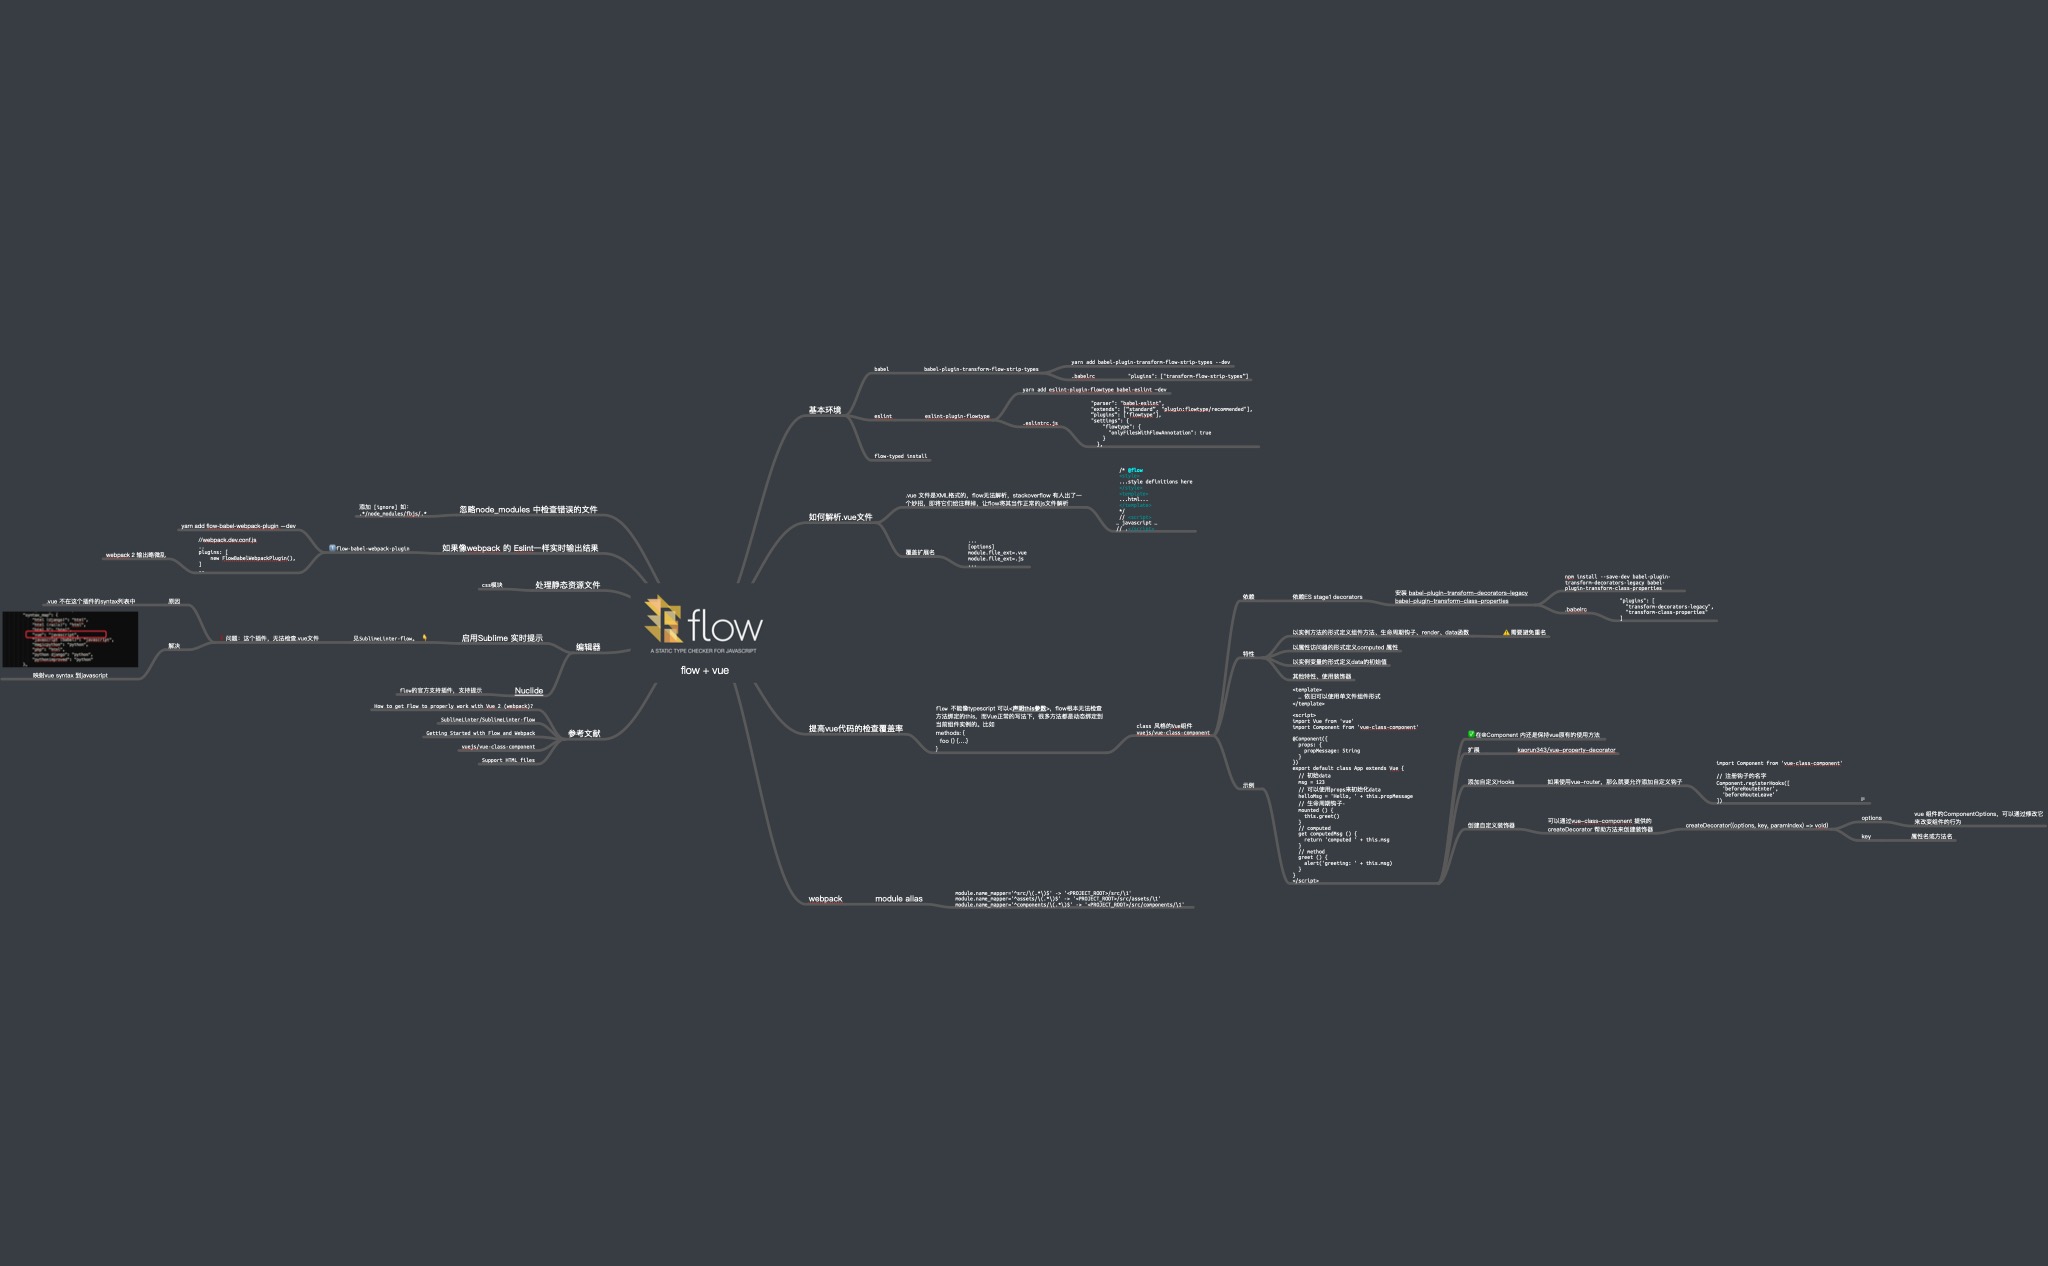 flow
A STATIC TYPE CHECKER FOR JAVASCRIPT
flow + vue
基本环境
babel
babel-plugin-transform-flow-strip-types
yarn add babel-plugin-transform-flow-strip-types --dev
.babelrc
"plugins": ["transform-flow-strip-types"]
eslint
eslint-plugin-flowtype
yarn add eslint-plugin-flowtype babel-eslint —dev
.eslintrc.js
"parser": "babel-eslint",
"extends": ["standard", "plugin:flowtype/recommended"],
"plugins": ["flowtype"],
"settings": {
"flowtype": {
"onlyFilesWithFlowAnnotation": true
}
},
flow-typed install
如何解析.vue文件
.vue 文件是XML格式的，flow无法解析，stackoverflow 有人出了一
个妙招，即将它们给注释掉，让flow将其当作正常的js文件解析
/* @flow
<style>
...style definitions here
</style>
<template>
...html...
</template>
*/
// <script>
… javascript …
// </script>
覆盖扩展名
...
[options]
module.file_ext=.vue
module.file_ext=.js
...
提高vue代码的检查覆盖率
flow 不能像typescript 可以<声明this参数>，flow根本无法检查
方法绑定的this，而Vue正常的写法下，很多方法都是动态绑定到
当前组件实例的。比如
methods: {
foo () {....}
}
class 风格的Vue组件
vuejs/vue-class-component
依赖
依赖ES stage1 decorators
安装 babel-plugin-transform-decorators-legacy
babel-plugin-transform-class-properties
npm install --save-dev babel-plugin-
transform-decorators-legacy babel-
plugin-transform-class-properties
.babelrc
"plugins": [
"transform-decorators-legacy",
"transform-class-properties"
]
特性
以实例方法的形式定义组件方法、生命周期钩子、render、data函数
⚠️需要避免重名
以属性访问器的形式定义computed 属性
以实例变量的形式定义data的初始值
其他特性，使用装饰器
示例
<template>
… 依旧可以使用单文件组件形式
</template>
<script>
import Vue from 'vue'
import Component from 'vue-class-component'
@Component({
props: {
propMessage: String
}
})
export default class App extends Vue {
// 初始data
msg = 123
// 可以使用props来初始化data
helloMsg = 'Hello, ' + this.propMessage
// 生命周期钩子-
mounted () {
this.greet()
}
// computed
get computedMsg () {
return 'computed ' + this.msg
}
// method
greet () {
alert('greeting: ' + this.msg)
}
}
</script>
✅在@Component 内还是保持vue原有的使用方法
扩展
kaorun343/vue-property-decorator
添加自定义Hooks
如果使用vue-router，那么就要允许添加自定义钩子
import Component from 'vue-class-component'
// 注册钩子的名字
Component.registerHooks([
'beforeRouteEnter',
'beforeRouteLeave'
])
创建自定义装饰器
可以通过vue-class-component 提供的
createDecorator 帮助方法来创建装饰器
createDecorator((options, key, paramIndex) => void)
options
vue 组件的ComponentOptions，可以通过修改它
来改变组件的行为
key
属性名或方法名
webpack
module alias
module.name_mapper='^src/\(.*\)$' -> '<PROJECT_ROOT>/src/\1'
module.name_mapper='^assets/\(.*\)$' -> '<PROJECT_ROOT>/src/assets/\1'
module.name_mapper='^components/\(.*\)$' -> '<PROJECT_ROOT>/src/components/\1'
忽略node_modules 中检查错误的文件
添加 [ignore] 如：
.*/node_modules/fbjs/.*
如果像webpack 的 Eslint一样实时输出结果
flow-babel-webpack-plugin
yarn add flow-babel-webpack-plugin --dev
//webpack.dev.conf.js
..
plugins: [
new FlowBabelWebpackPlugin(),
]
..
webpack 2 输出略微乱
处理静态资源文件
css模块
编辑器
启用Sublime 实时提示
见SublimeLinter-flow，
问题：这个插件，无法检查.vue文件
原因
.vue 不在这个插件的syntax列表中
解决
映射vue syntax 到javascript
"syntax_map": {
"html (django)": "html",
"html (rails)": "html",
"vue": "javascript",
"php": "html",
"python django": "python",
"pythonimproved": "python"
},
Nuclide
flow的官方支持插件，支持提示
参考文献
How to get Flow to properly work with Vue 2 (webpack)?
SublimeLinter/SublimeLinter-flow
Getting Started with Flow and Webpack
vuejs/vue-class-component
Support HTML files